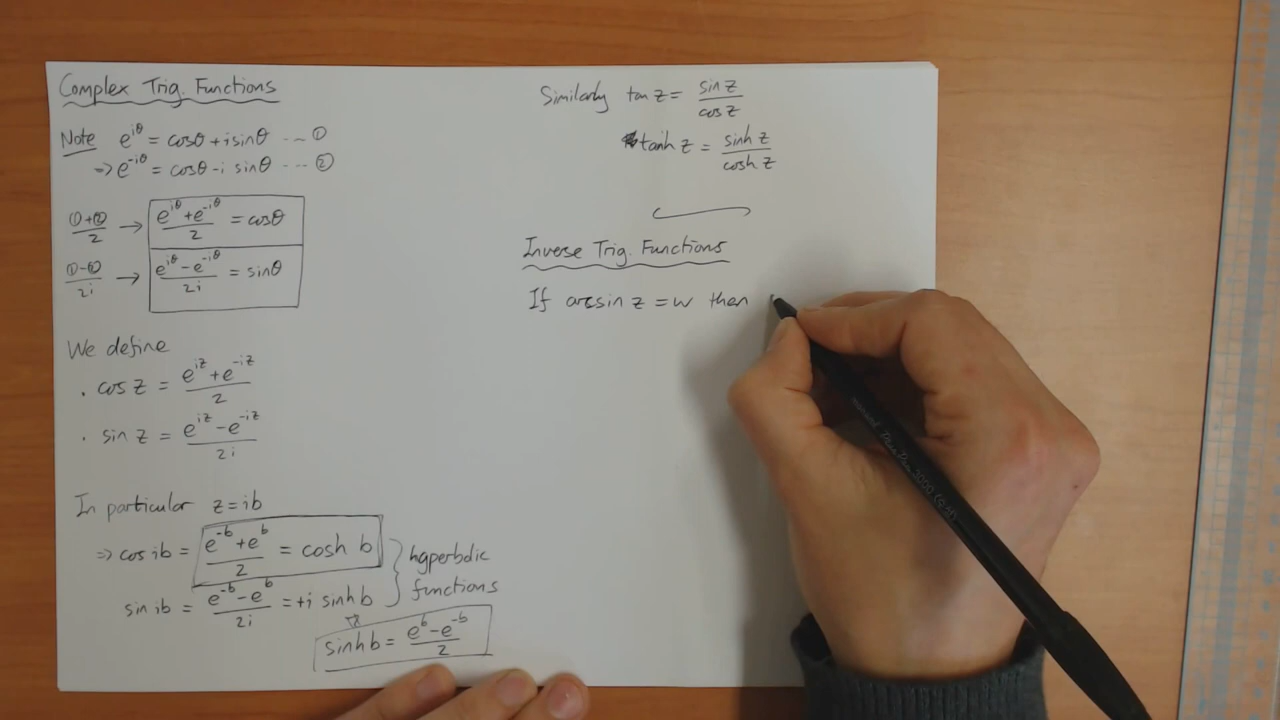 Complex Trig. Functions
Note e^{iθ} = cosθ + i sinθ --- ①
⇒ e^{-iθ} = cosθ - i sinθ --- ②
(①+②)/2 → (e^{iθ} + e^{-iθ})/2 = cosθ
(①-②)/2i → (e^{iθ} - e^{-iθ})/2i = sinθ
We define
· cos z = (e^{iz} + e^{-iz})/2
· sin z = (e^{iz} - e^{-iz})/2i
In particular z = ib
⇒ cos ib = (e^{-b} + e^{b})/2 = cosh b
sin ib = (e^{-b} - e^{b})/2i = +i sinh b
} hyperbolic
functions
sinh b = (e^{b} - e^{-b})/2
Similarly tan z = sin z/cos z
tanh z = sinh z/cosh z
Inverse Trig. Functions
If arcsin z = w then